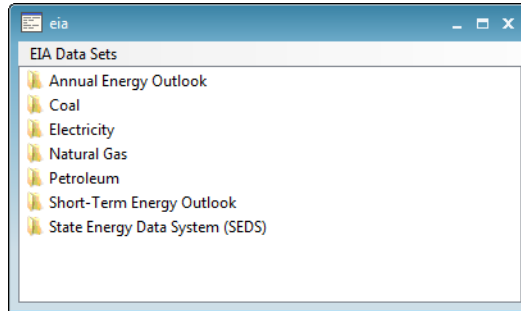 eia
EIA Data Sets
Annual Energy Outlook
Coal
Electricity
Natural Gas
Petroleum
Short-Term Energy Outlook
State Energy Data System (SEDS)